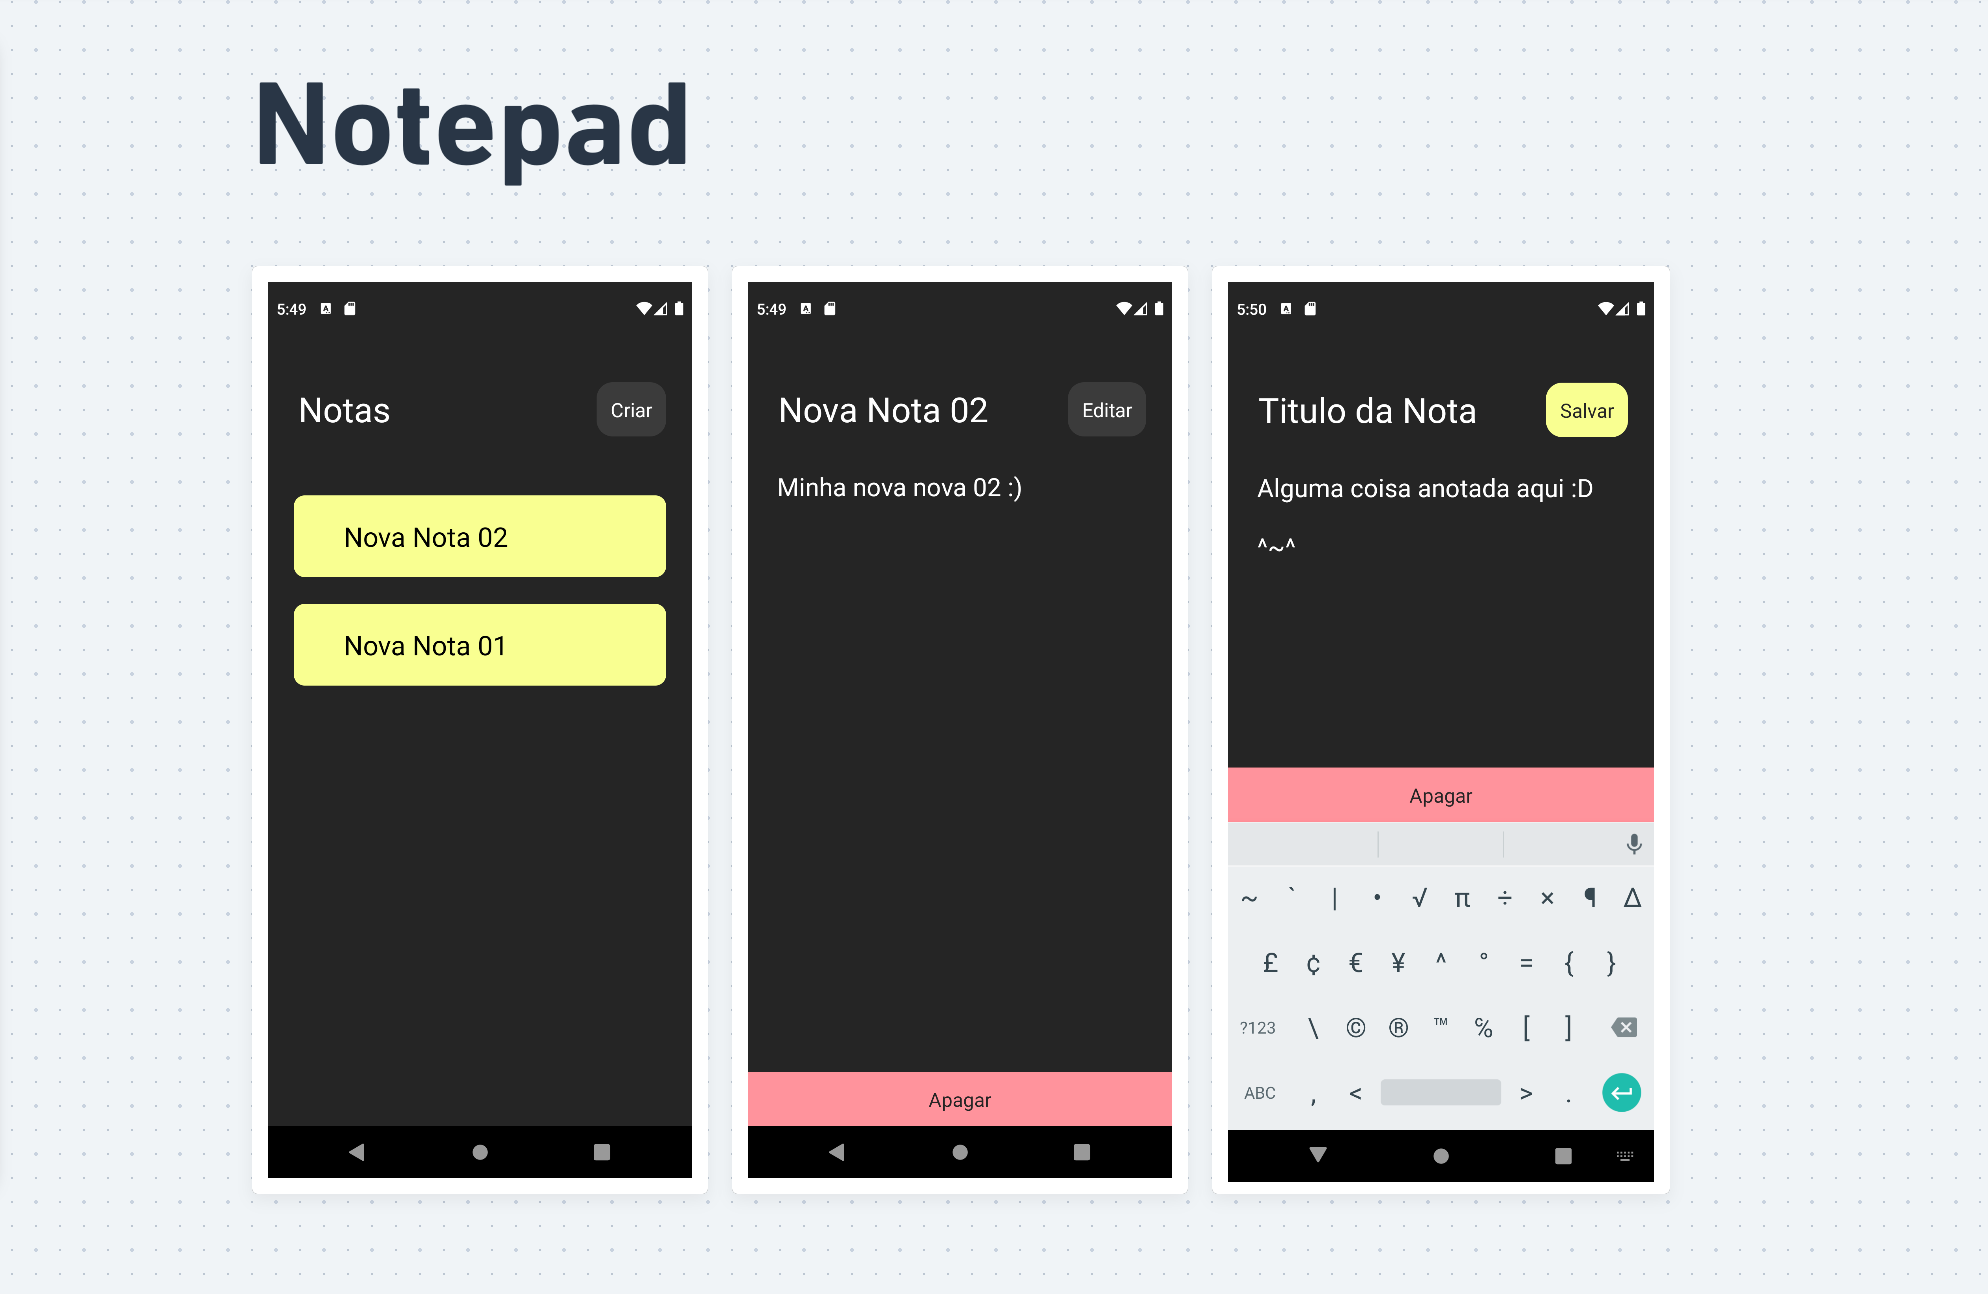 Notepad
5:49
Notas
Criar
Nova Nota 02
Nova Nota 01
5:49
Nova Nota 02
Editar
Minha nova nova 02 :)
Apagar
5:50
Titulo da Nota
Salvar
Alguma coisa anotada aqui :D
^~^
Apagar
~ ` | • √ π ÷ × ¶ Δ
£ ¢ € ¥ ^ ° = { }
?123 \ © ® ™ ℅ [ ]
ABC , < > .